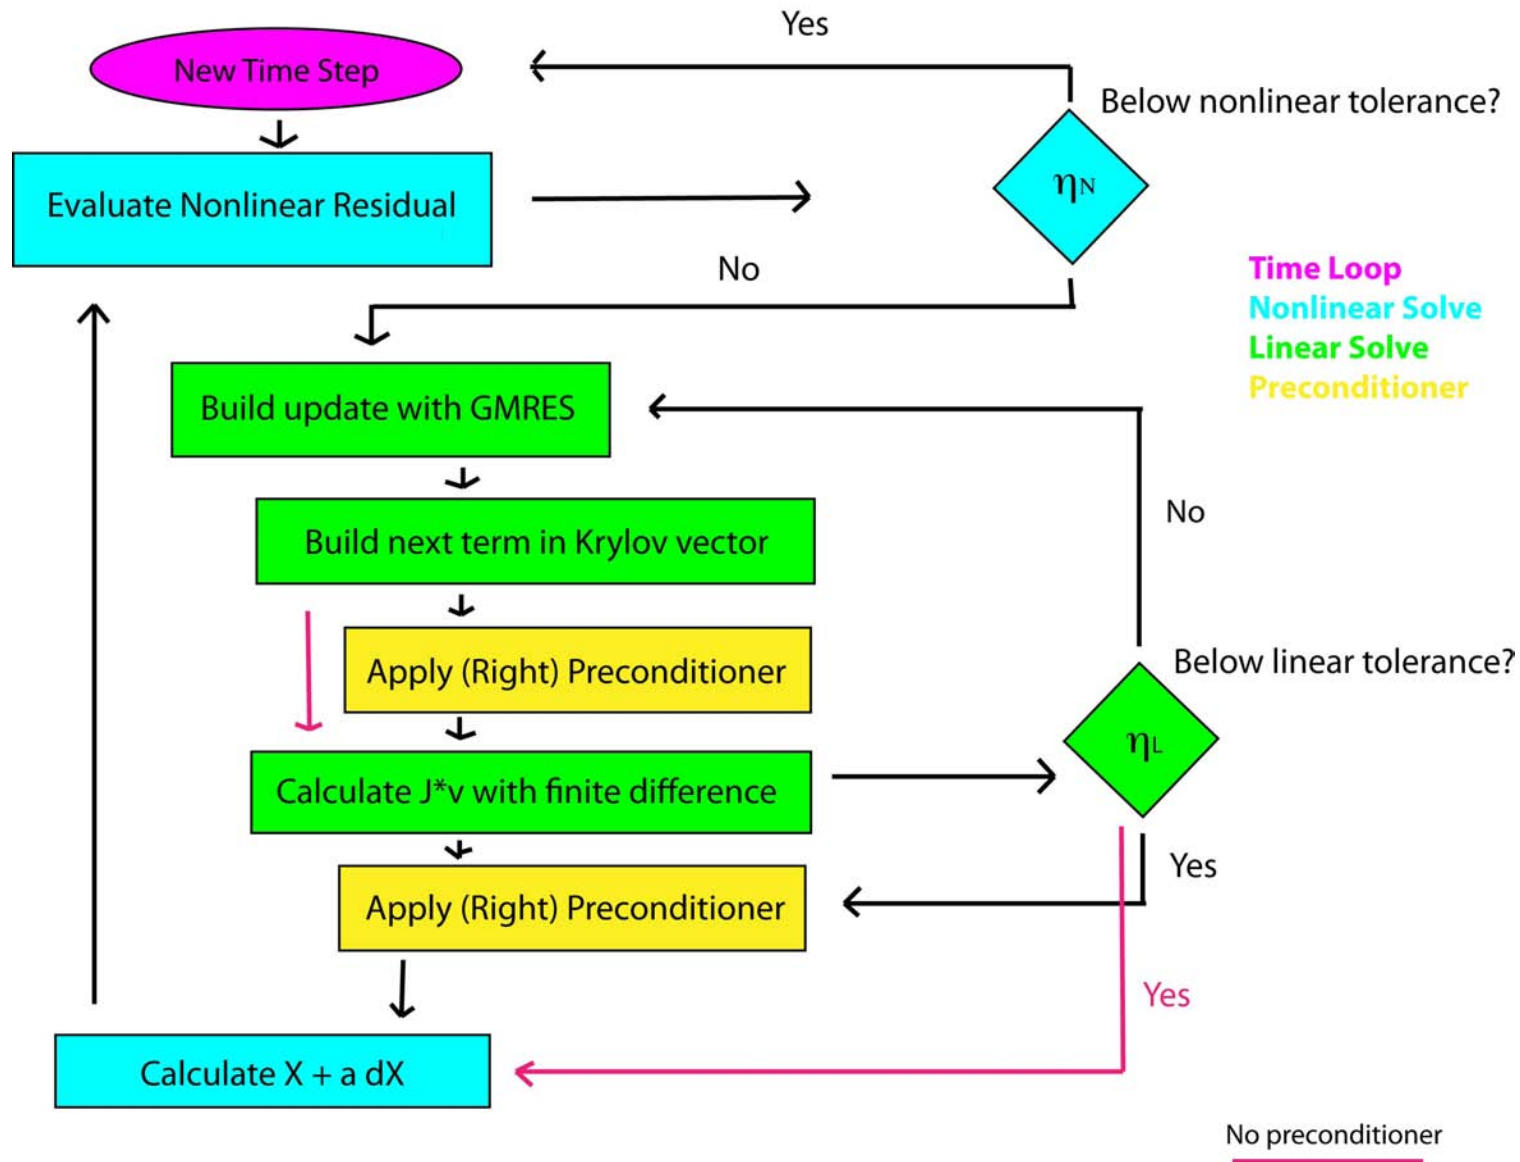 Yes
New Time Step
Below nonlinear tolerance?
ηN
Evaluate Nonlinear Residual
No
Time Loop
Nonlinear Solve
Linear Solve
Preconditioner
Build update with GMRES
No
Build next term in Krylov vector
Apply (Right) Preconditioner
Below linear tolerance?
ηL
Calculate J*v with finite difference
Yes
Apply (Right) Preconditioner
Yes
Calculate X + a dX
No preconditioner